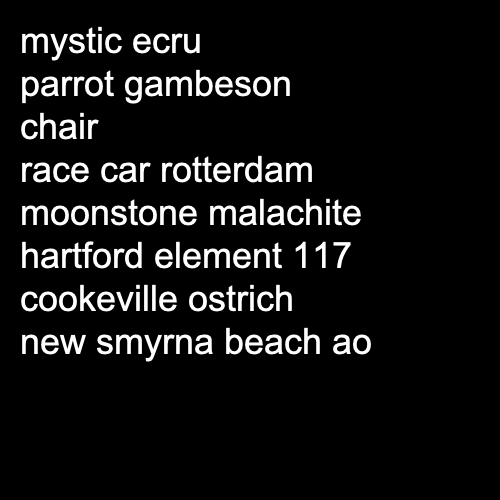 mystic ecru
parrot gambeson
chair
race car rotterdam
moonstone malachite
hartford element 117
cookeville ostrich
new smyrna beach ao